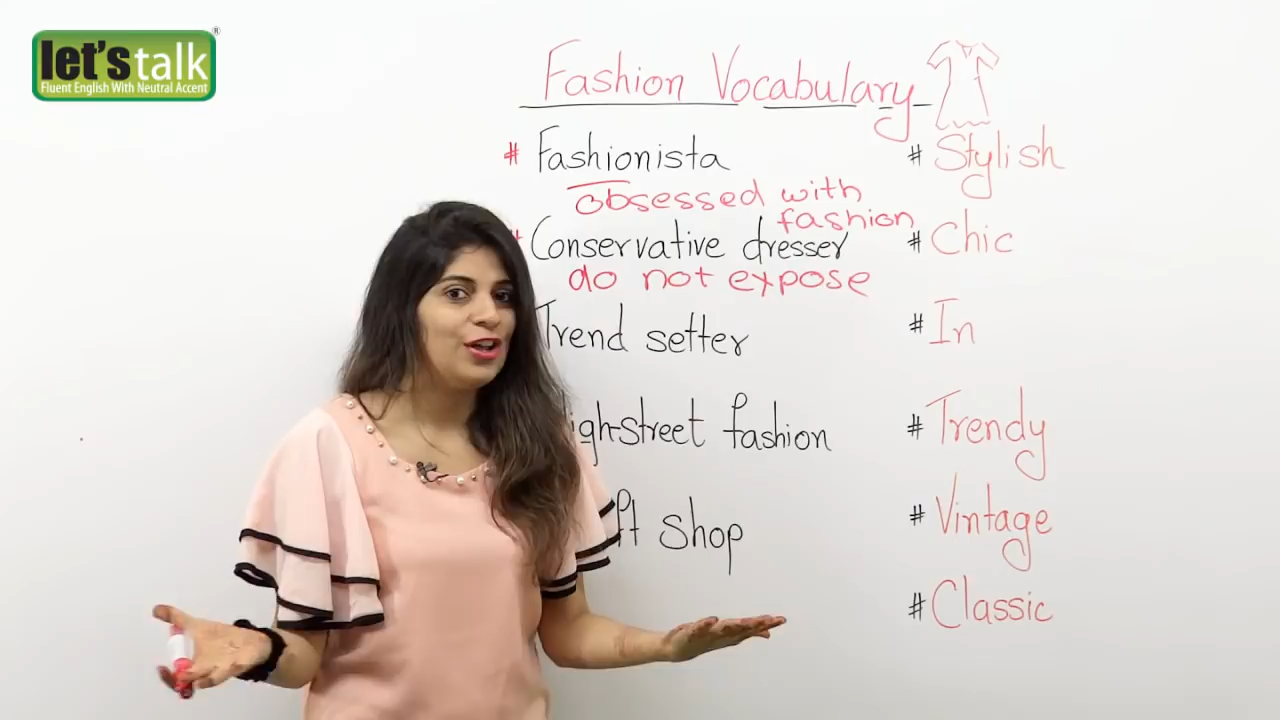 let's talk®
Fluent English With Neutral Accent
Fashion Vocabulary
# Fashionista
obsessed with
fashion
Conservative dresser
do not expose
Trend setter
street fashion
shop
# Stylish
# Chic
# In
# Trendy
# Vintage
# Classic